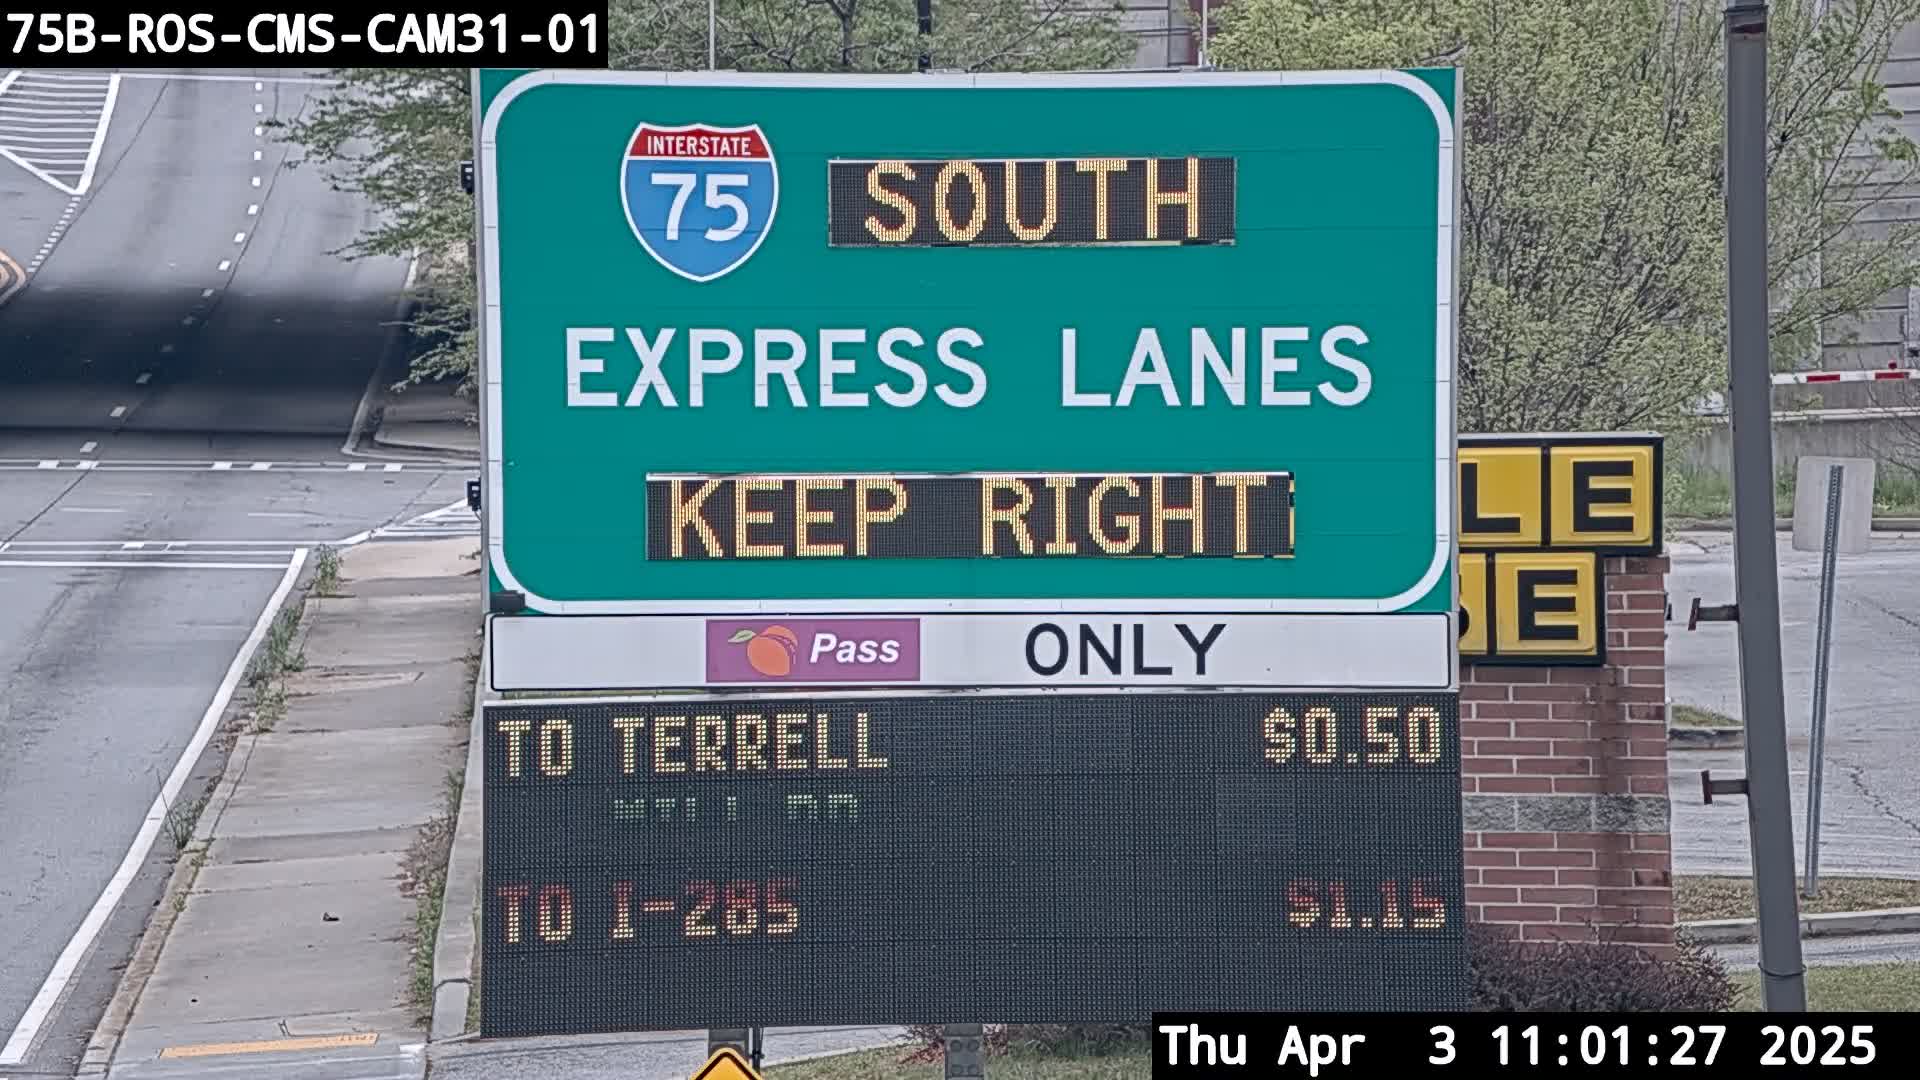 75B-ROS-CMS-CAM31-01
INTERSTATE
75
SOUTH
EXPRESS LANES
KEEP RIGHT
Pass ONLY
TO TERRELL $0.50
TO I-285 $1.15
LE
E
Thu Apr 3 11:01:27 2025